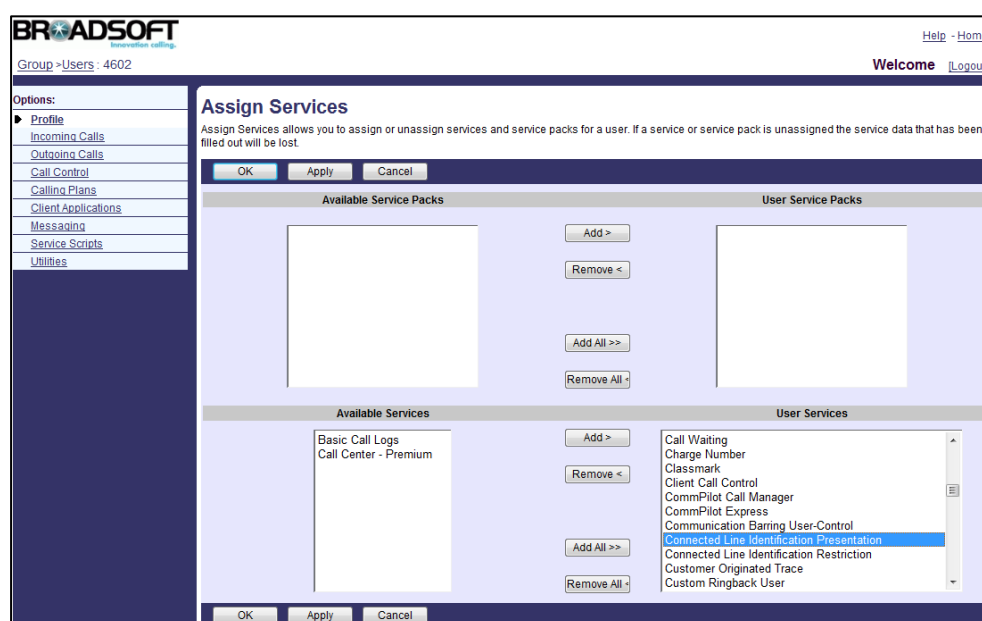 BROADSOFT
Innovation calling.
Help - Hom
Group >Users : 4602
Welcome [Logou
Options:
Profile
Incoming Calls
Outgoing Calls
Call Control
Calling Plans
Client Applications
Messaging
Service Scripts
Utilities
Assign Services
Assign Services allows you to assign or unassign services and service packs for a user. If a service or service pack is unassigned the service data that has been
filled out will be lost.
OK Apply Cancel
Available Service Packs User Service Packs
Add >
Remove <
Add All >>
Remove All <
Available Services User Services
Basic Call Logs
Call Center - Premium
Add >
Remove <
Add All >>
Remove All <
Call Waiting
Charge Number
Classmark
Client Call Control
CommPilot Call Manager
CommPilot Express
Communication Barring User-Control
Connected Line Identification Presentation
Connected Line Identification Restriction
Customer Originated Trace
Custom Ringback User
OK Apply Cancel